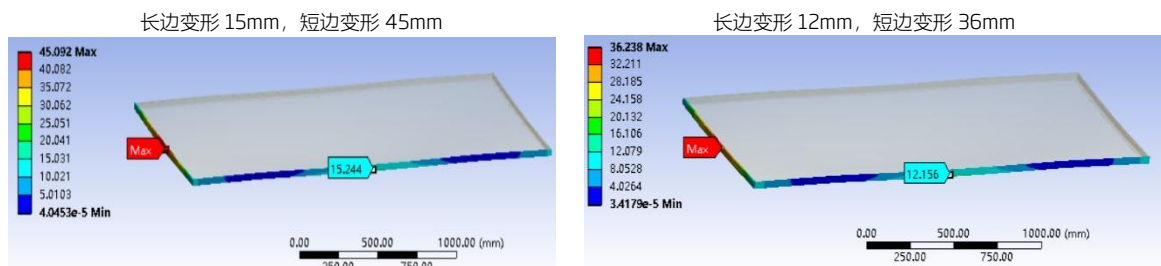 长边变形 15mm，短边变形 45mm
45.092 Max
40.082
35.072
30.062
25.051
20.041
15.031
10.021
5.0103
4.0453e-5 Min
Max
15.244
0.00 500.00 1000.00 (mm)
250.00 750.00
长边变形 12mm，短边变形 36mm
36.238 Max
32.211
28.185
24.158
20.132
16.106
12.079
8.0528
4.0264
3.4179e-5 Min
Max
12.156
0.00 500.00 1000.00 (mm)
250.00 750.00